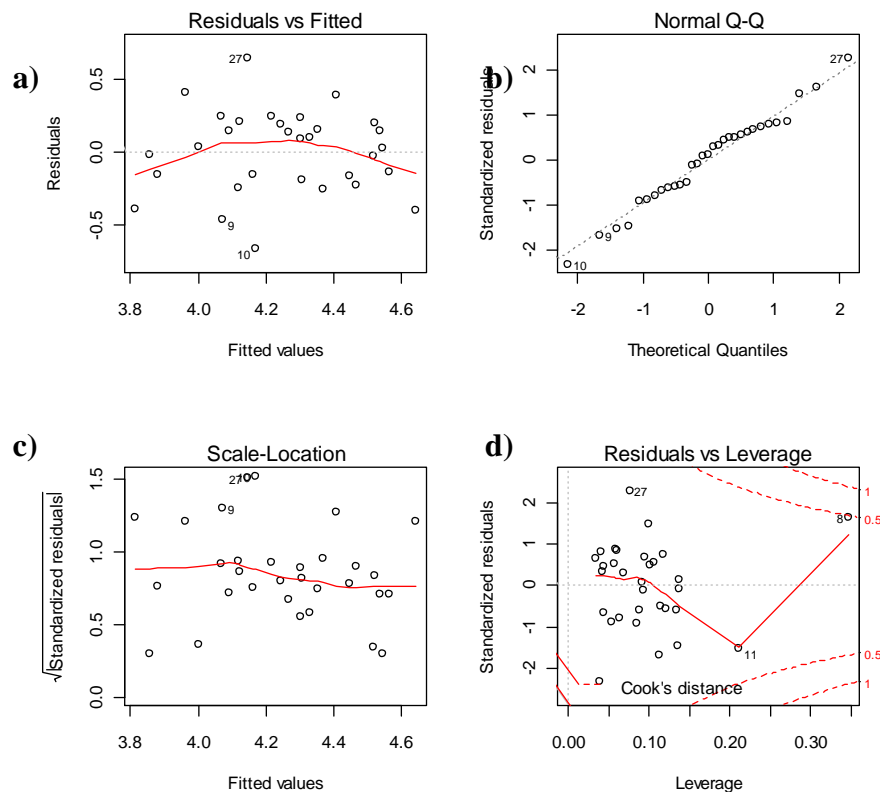 Residuals vs Fitted
a)
Residuals
0.5
0.0
-0.5
27
9
10
3.8 4.0 4.2 4.4 4.6
Fitted values
Normal Q-Q
b)
Standardized residuals
2
1
0
-1
-2
27
9
10
-2 -1 0 1 2
Theoretical Quantiles
c)
Scale-Location
√|Standardized residuals|
1.5
1.0
0.5
0.0
27
9
3.8 4.0 4.2 4.4 4.6
Fitted values
d)
Residuals vs Leverage
Standardized residuals
2
1
0
-1
-2
27
8
11
1
0.5
0.5
1
Cook's distance
0.00 0.10 0.20 0.30
Leverage